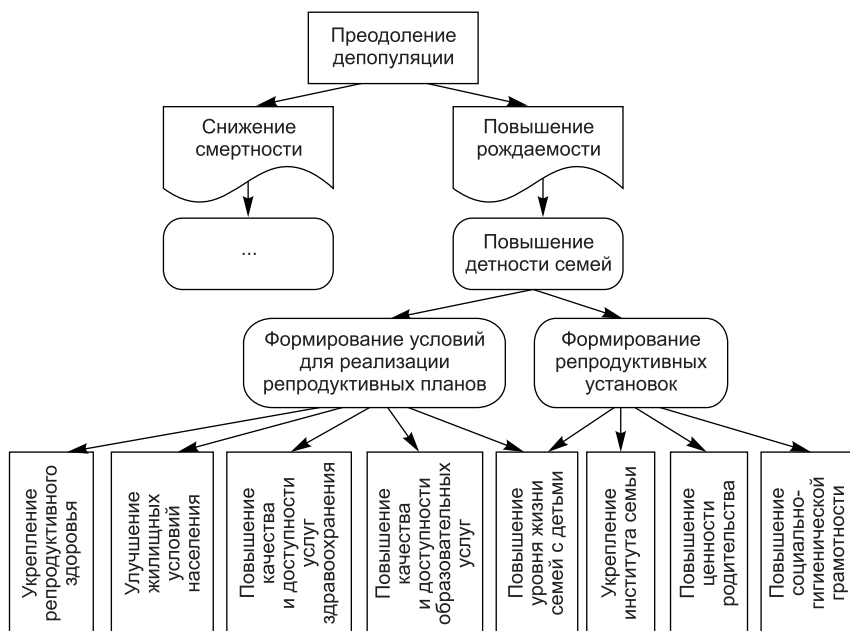 Преодоление
депопуляции
Снижение
смертности
Повышение
рождаемости
...
Повышение
детности семей
Формирование условий
для реализации
репродуктивных планов
Формирование
репродуктивных
установок
Укрепление
репродуктивного
здоровья
Улучшение
жилищных
условий
населения
Повышение
качества
и доступности
услуг
здравоохранения
Повышение
качества
и доступности
образовательных
услуг
Повышение
уровня жизни
семей с детьми
Укрепление
института семьи
Повышение
ценности
родительства
Повышение
социально-
гигиенической
грамотности